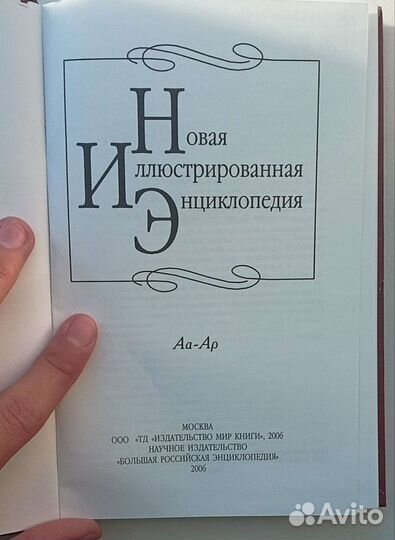 Новая
Иллюстрированная
Энциклопедия
Аа-Ар
МОСКВА
ООО «ТД «ИЗДАТЕЛЬСТВО МИР КНИГИ», 2006
НАУЧНОЕ ИЗДАТЕЛЬСТВО
«БОЛЬШАЯ РОССИЙСКАЯ ЭНЦИКЛОПЕДИЯ»
2006
Avito